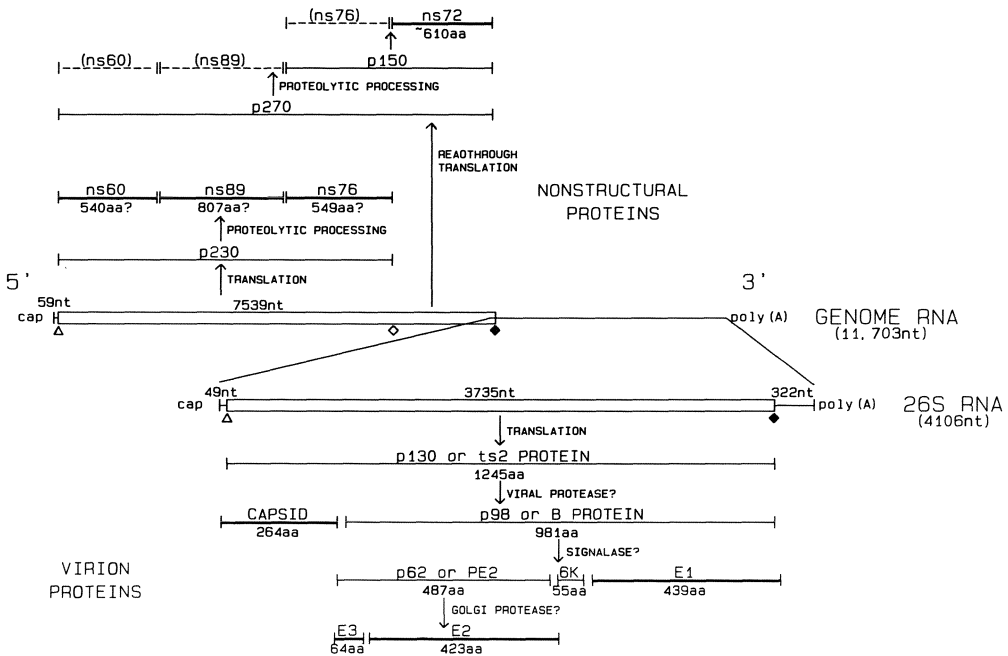 (ns76) ns72
~610aa
(ns60) (ns89) p150
PROTEOLYTIC PROCESSING
p270
REAOTHROUGH
TRANSLATION
ns60 ns89 ns76
540aa? 807aa? 549aa?
PROTEOLYTIC PROCESSING
p230
TRANSLATION
NONSTRUCTURAL
PROTEINS
5' 3'
59nt 7539nt
cap poly(A) GENOME RNA
(11,703nt)
49nt 3735nt 322nt
cap poly(A) 26S RNA
(4106nt)
TRANSLATION
p130 or ts2 PROTEIN
1245aa
VIRAL PROTEASE?
CAPSID p98 or B PROTEIN
264aa 981aa
SIGNALASE?
VIRION
PROTEINS
p62 or PE2 6K E1
487aa 55aa 439aa
GOLGI PROTEASE?
E3 E2
64aa 423aa